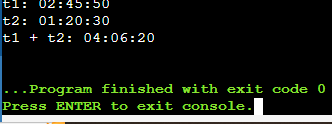 t1: 02:45:50
t2: 01:20:30
t1 + t2: 04:06:20
...Program finished with exit code 0
Press ENTER to exit console.